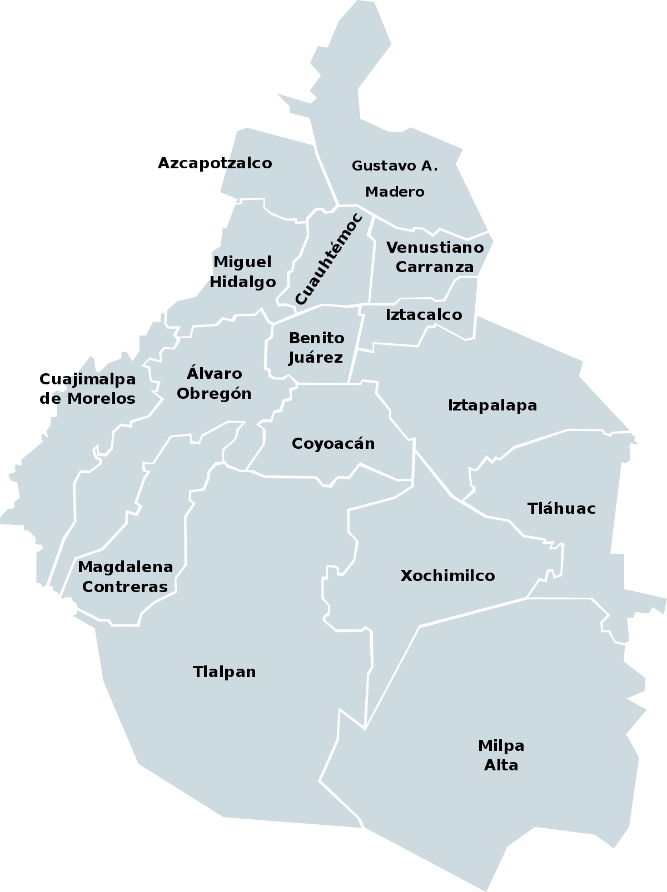 Azcapotzalco
Gustavo A.
Madero
Cuauhtémoc
Venustiano
Carranza
Miguel
Hidalgo
Iztacalco
Benito
Juárez
Cuajimalpa
de Morelos
Álvaro
Obregón
Iztapalapa
Coyoacán
Tláhuac
Magdalena
Contreras
Xochimilco
Tlalpan
Milpa
Alta